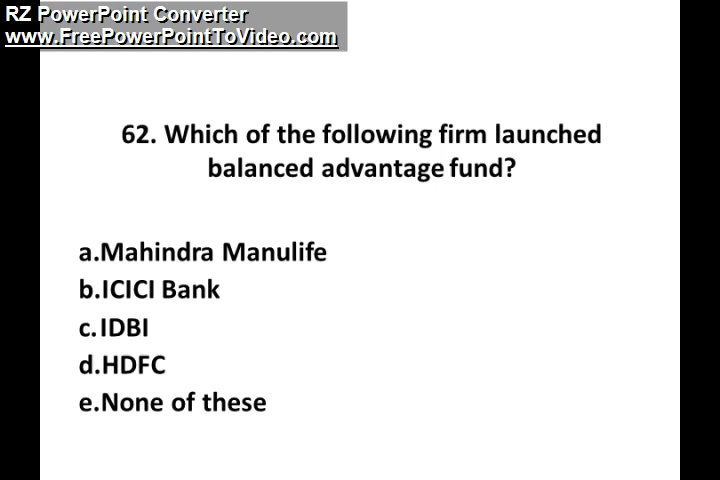 RZ PowerPoint Converter
www.FreePowerPointToVideo.com
62. Which of the following firm launched
balanced advantage fund?
a.Mahindra Manulife
b.ICICI Bank
c.IDBI
d.HDFC
e.None of these